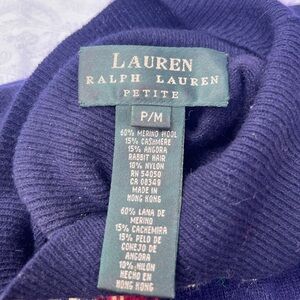 LAUREN
RALPH LAUREN
PETITE
P/M
60% MERINO WOOL
15% CASHMERE
15% ANGORA
RABBIT HAIR
10% NYLON
RN 54050
CA 08349
MADE IN
HONG KONG
60% LANA DE
MERINO
15% CACHEMIRA
15% PELO DE
CONEJO DE
ANGORA
10% NILON
HECHO EN
HONG KONG